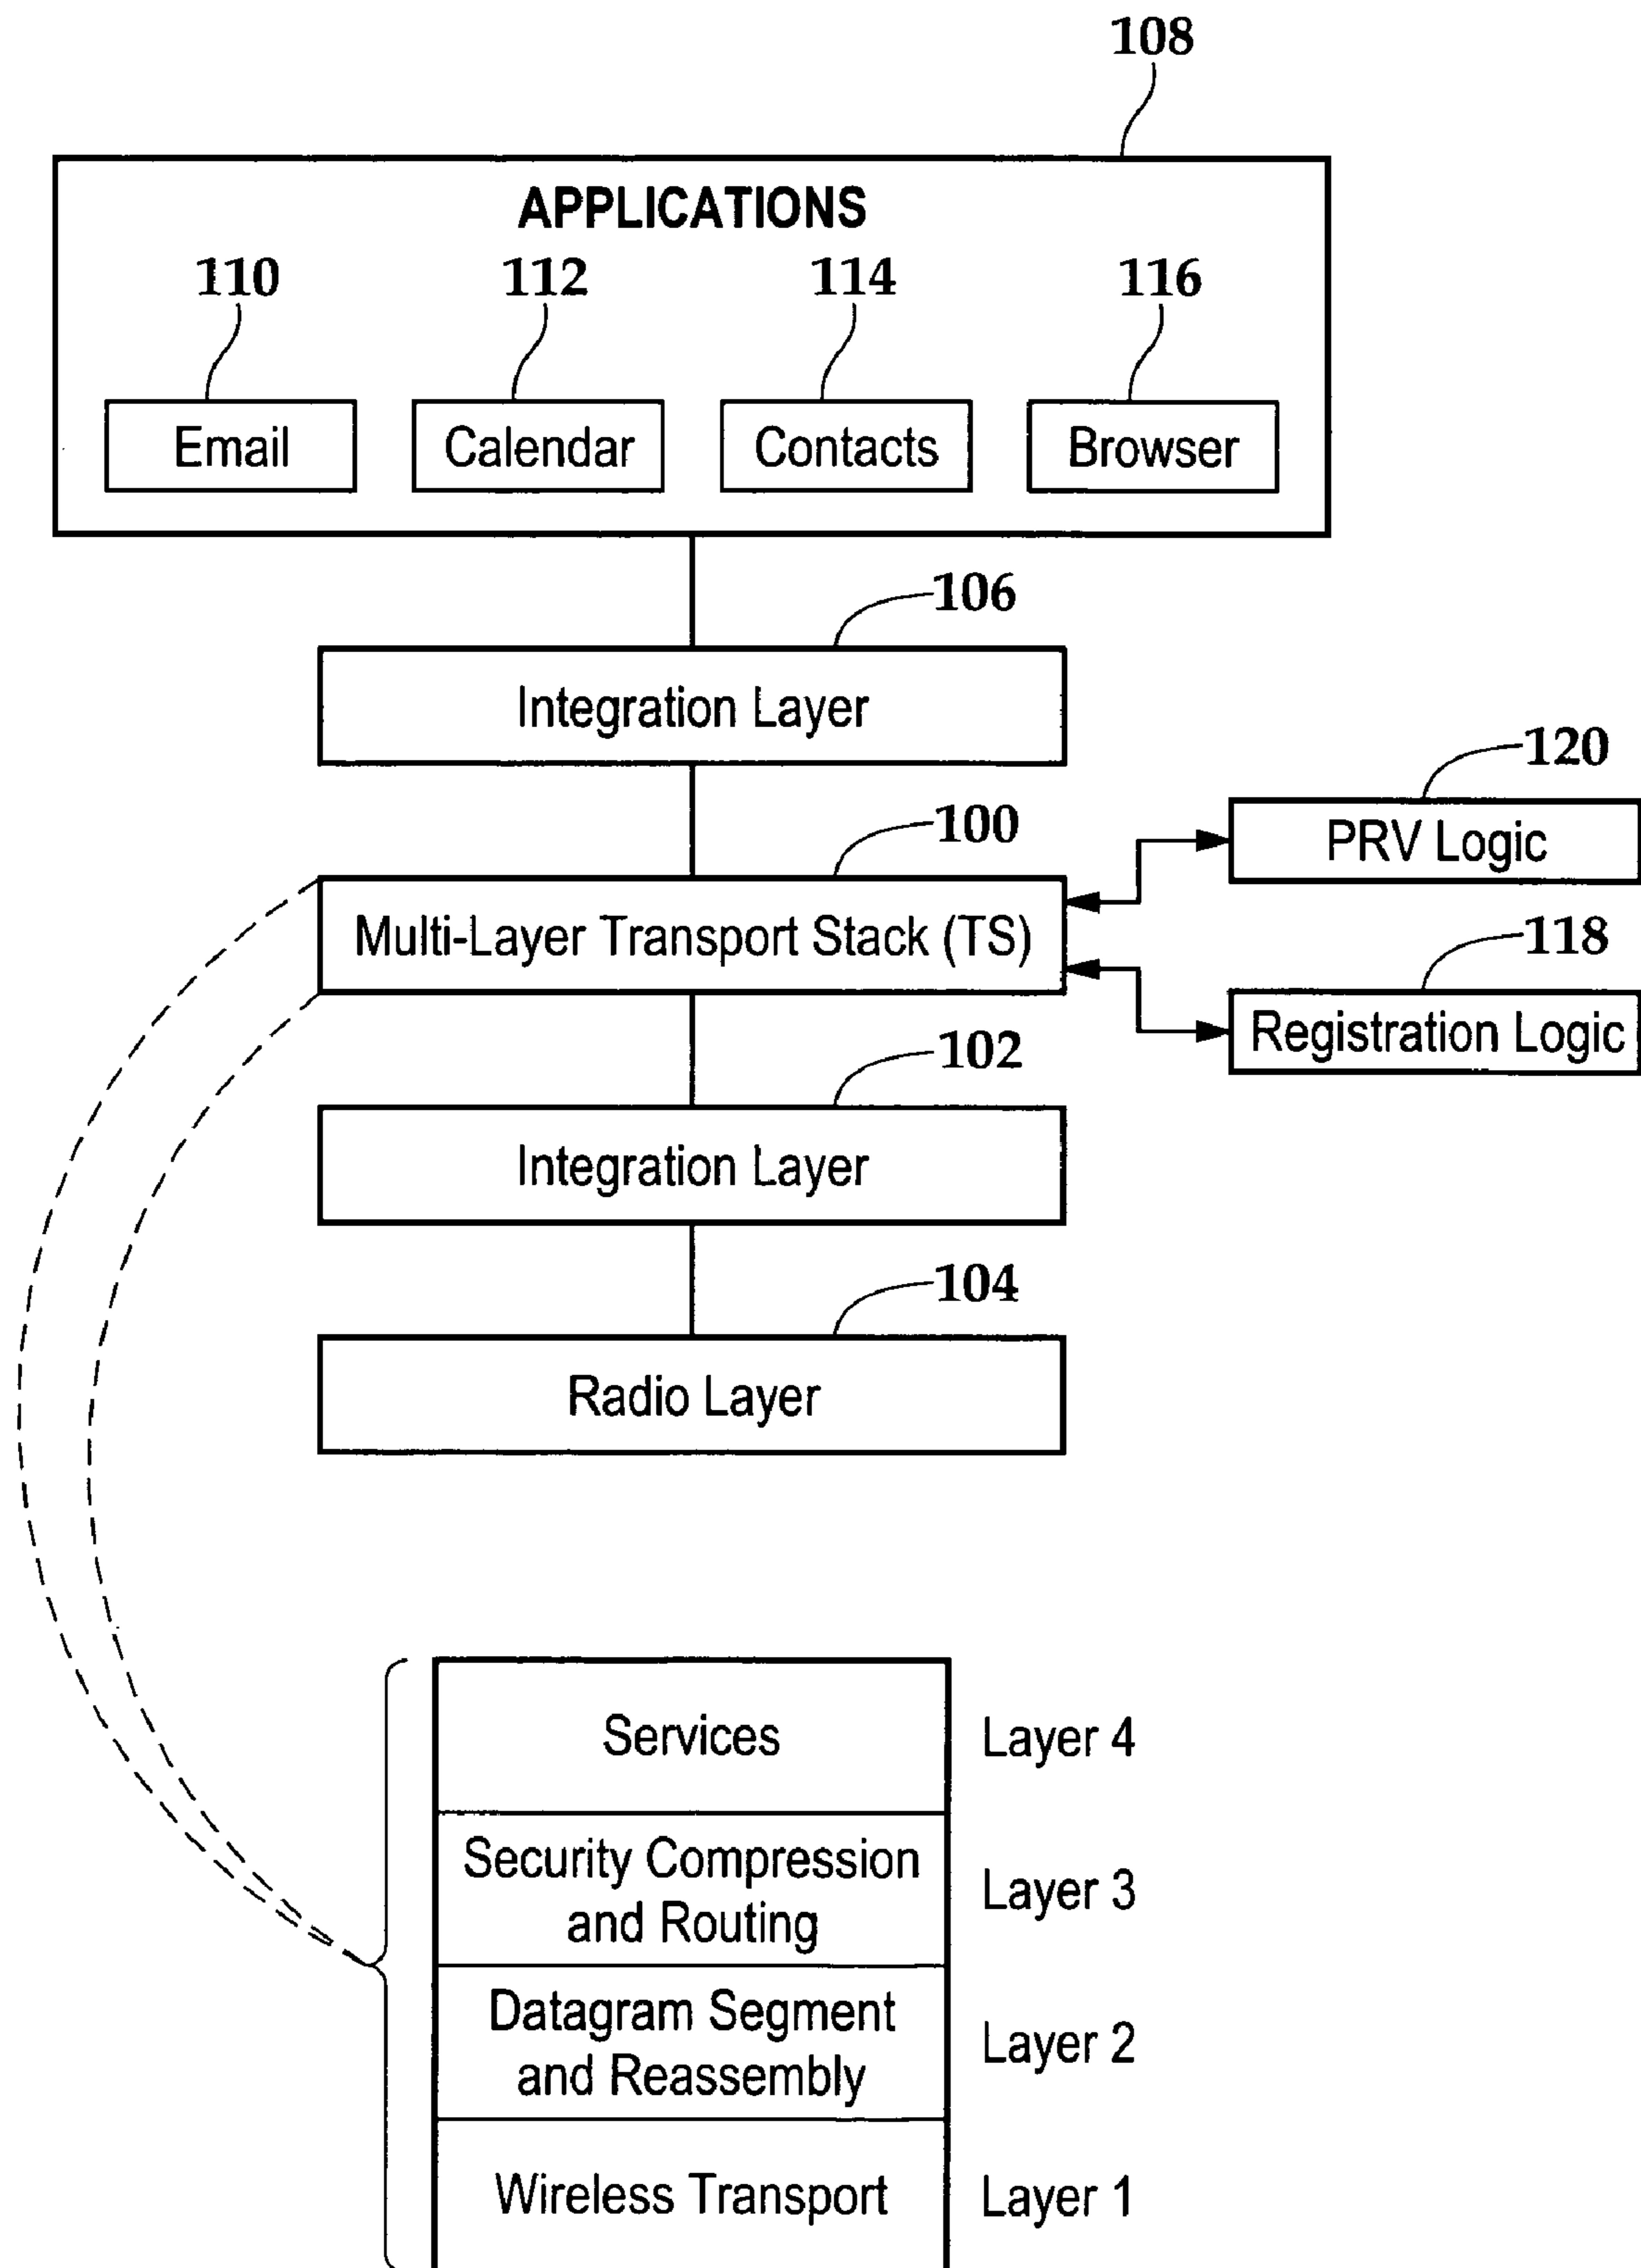 108
APPLICATIONS
110 112 114 116
Email Calendar Contacts Browser
106
Integration Layer
120
PRV Logic
100
Multi-Layer Transport Stack (TS)
118
Registration Logic
102
Integration Layer
104
Radio Layer
Services Layer 4
Security Compression
and Routing
Layer 3
Datagram Segment
and Reassembly
Layer 2
Wireless Transport Layer 1